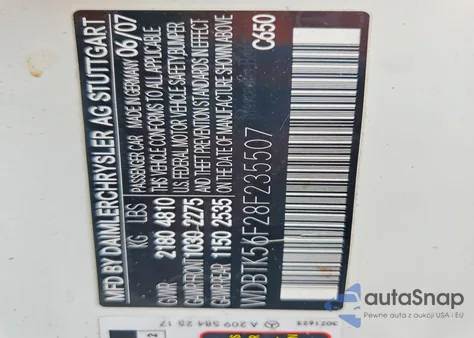 MFD BY DAIMLERCHRYSLER AG STUTTGART
PASSENGER CAR MADE IN GERMANY 06/07
KG LBS THIS VEHICLE CONFORMS TO ALL APPLICABLE
GVWR 2180 4810 U.S. FEDERAL MOTOR VEHICLE SAFETY,BUMPER
GAWR FRONT 1030 2275 AND THEFT PREVENTION STANDARDS IN EFFECT
GAWR REAR 1150 2535 ON THE DATE OF MANUFACTURE SHOWN ABOVE
C650
WDBTK56F28F235507
3021625
A 209 584 25 17
autoSnap
Pewne auta z aukcji USA i EU